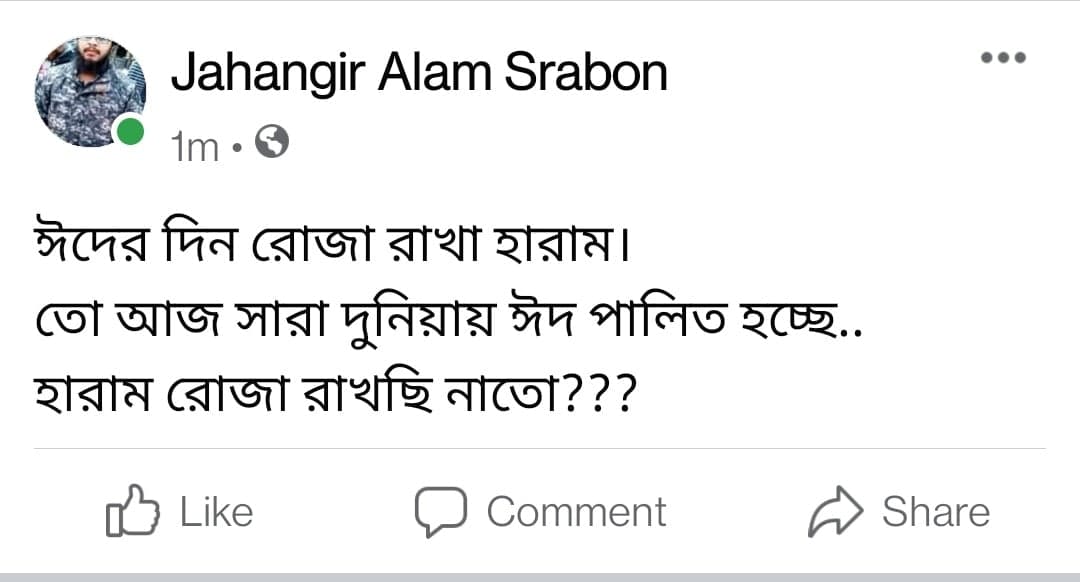 Jahangir Alam Srabon
1m •
ঈদের দিন রোজা রাখা হারাম।
তো আজ সারা দুনিয়ায় ঈদ পালিত হচ্ছে..
হারাম রোজা রাখছি নাতো???
Like Comment Share